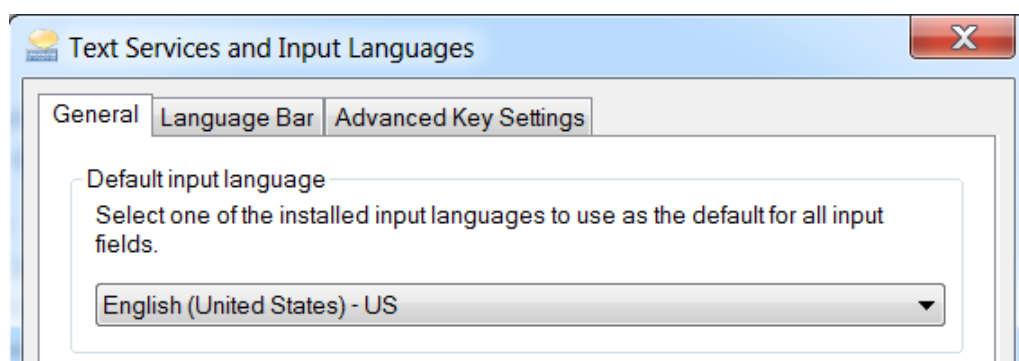 Text Services and Input Languages
General Language Bar Advanced Key Settings
Default input language
Select one of the installed input languages to use as the default for all input
fields.
English (United States) - US